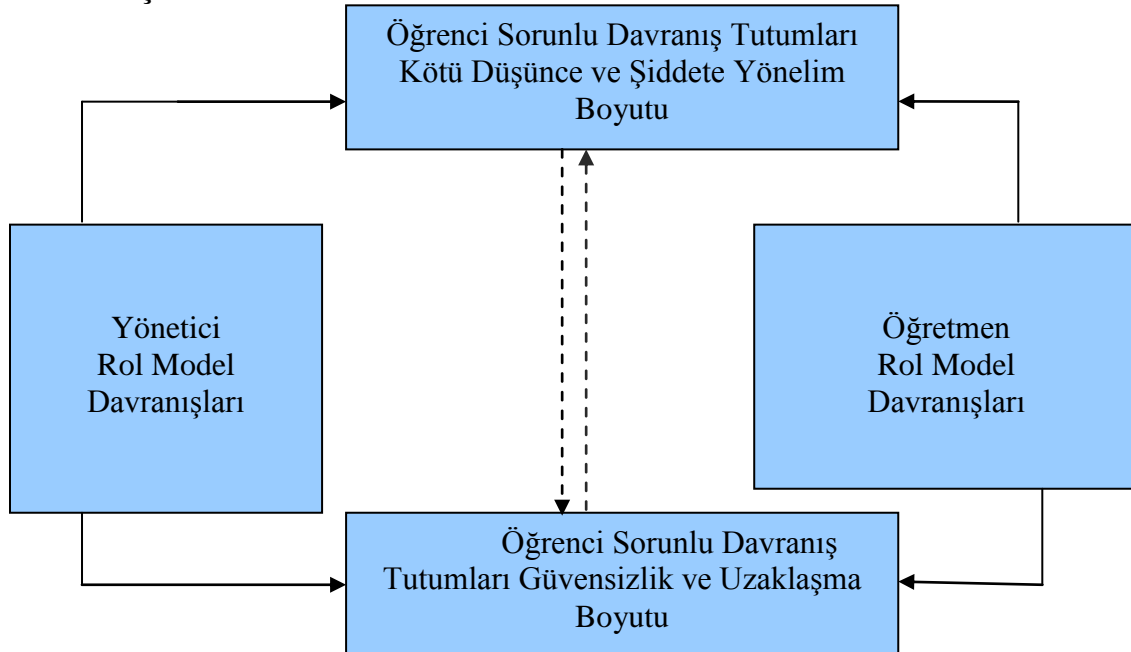 Öğrenci Sorunlu Davranış Tutumları
Kötü Düşünce ve Şiddete Yönelim
Boyutu
Yönetici
Rol Model
Davranışları
Öğretmen
Rol Model
Davranışları
Öğrenci Sorunlu Davranış
Tutumları Güvensizlik ve Uzaklaşma
Boyutu